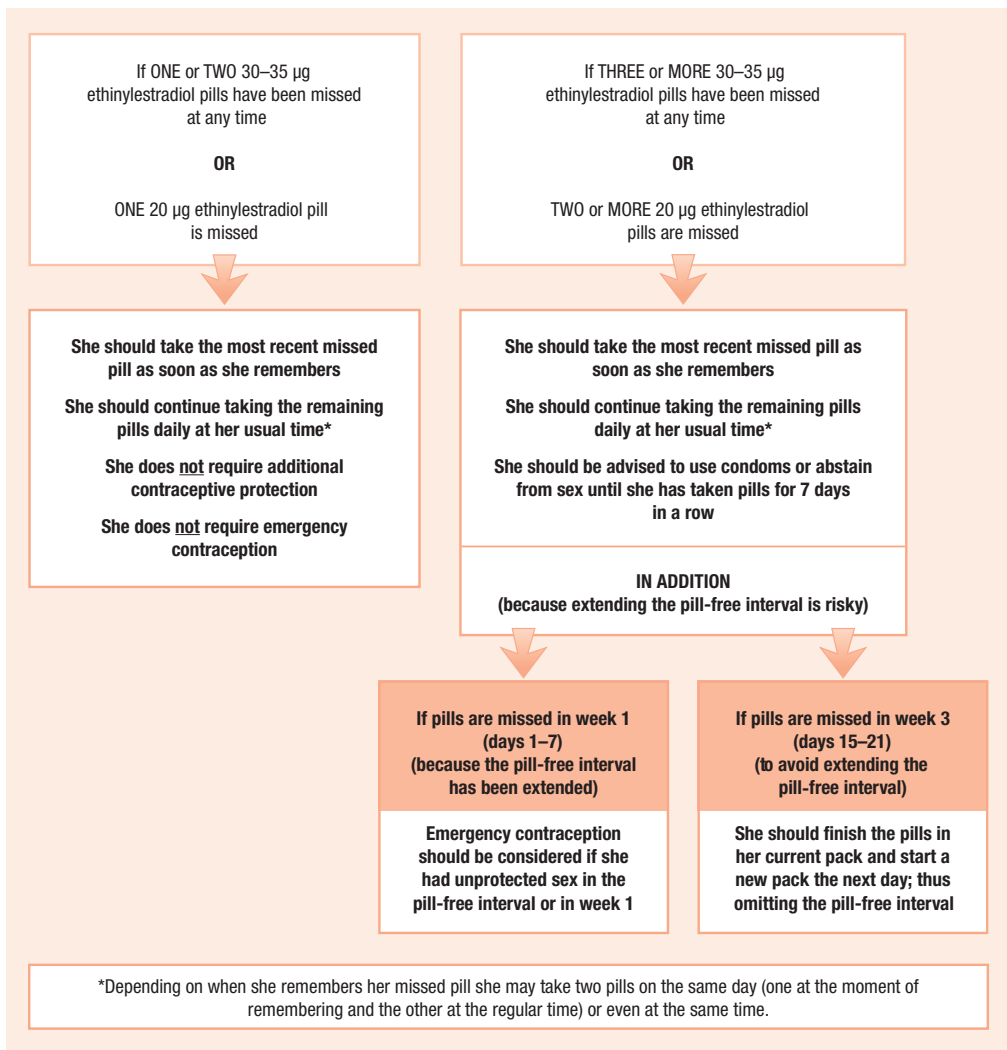 If ONE or TWO 30–35 µg
ethinylestradiol pills have been missed
at any time
OR
ONE 20 µg ethinylestradiol pill
is missed
If THREE or MORE 30–35 µg
ethinylestradiol pills have been missed
at any time
OR
TWO or MORE 20 µg ethinylestradiol
pills are missed
She should take the most recent missed
pill as soon as she remembers
She should continue taking the remaining
pills daily at her usual time*
She does not require additional
contraceptive protection
She does not require emergency
contraception
She should take the most recent missed pill as
soon as she remembers
She should continue taking the remaining pills
daily at her usual time*
She should be advised to use condoms or abstain
from sex until she has taken pills for 7 days
in a row
IN ADDITION
(because extending the pill-free interval is risky)
If pills are missed in week 1
(days 1–7)
(because the pill-free interval
has been extended)
Emergency contraception
should be considered if she
had unprotected sex in the
pill-free interval or in week 1
If pills are missed in week 3
(days 15–21)
(to avoid extending the
pill-free interval)
She should finish the pills in
her current pack and start a
new pack the next day; thus
omitting the pill-free interval
*Depending on when she remembers her missed pill she may take two pills on the same day (one at the moment of
remembering and the other at the regular time) or even at the same time.